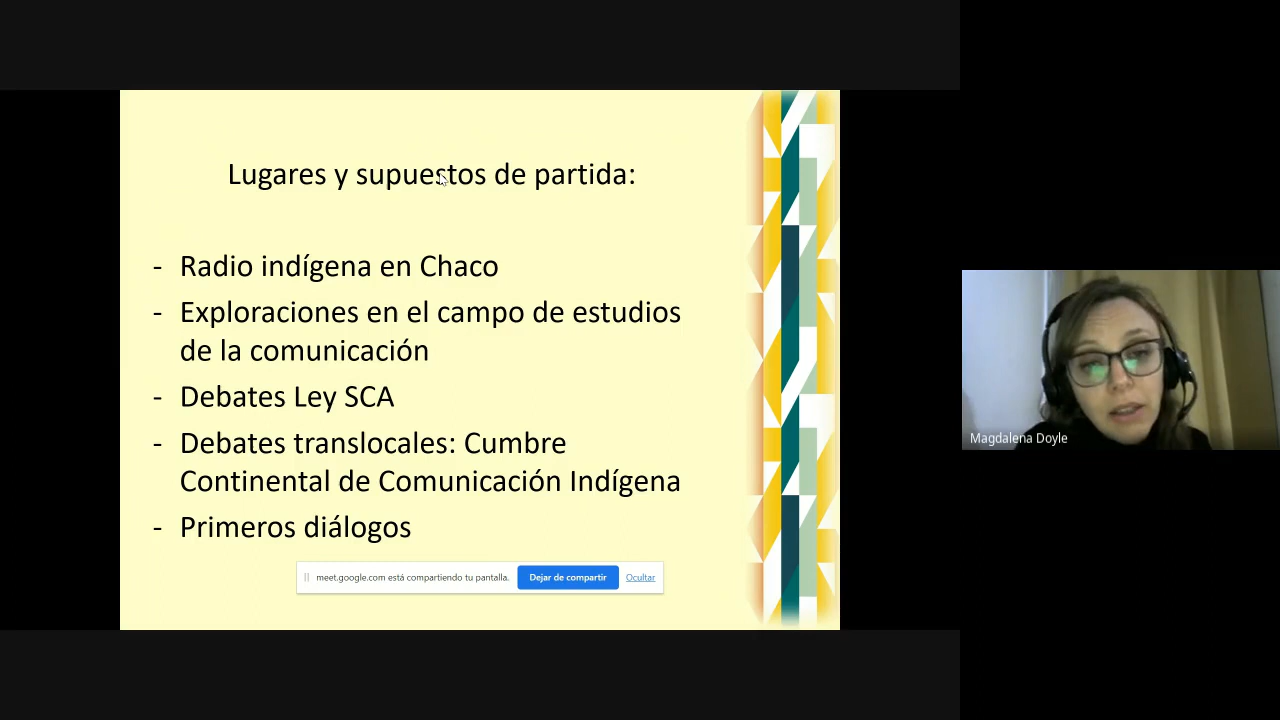 Lugares y supuestos de partida:
- Radio indígena en Chaco
- Exploraciones en el campo de estudios
de la comunicación
- Debates Ley SCA
- Debates translocales: Cumbre
Continental de Comunicación Indígena
- Primeros diálogos
meet.google.com está compartiendo tu pantalla. Dejar de compartir Ocultar
Magdalena Doyle